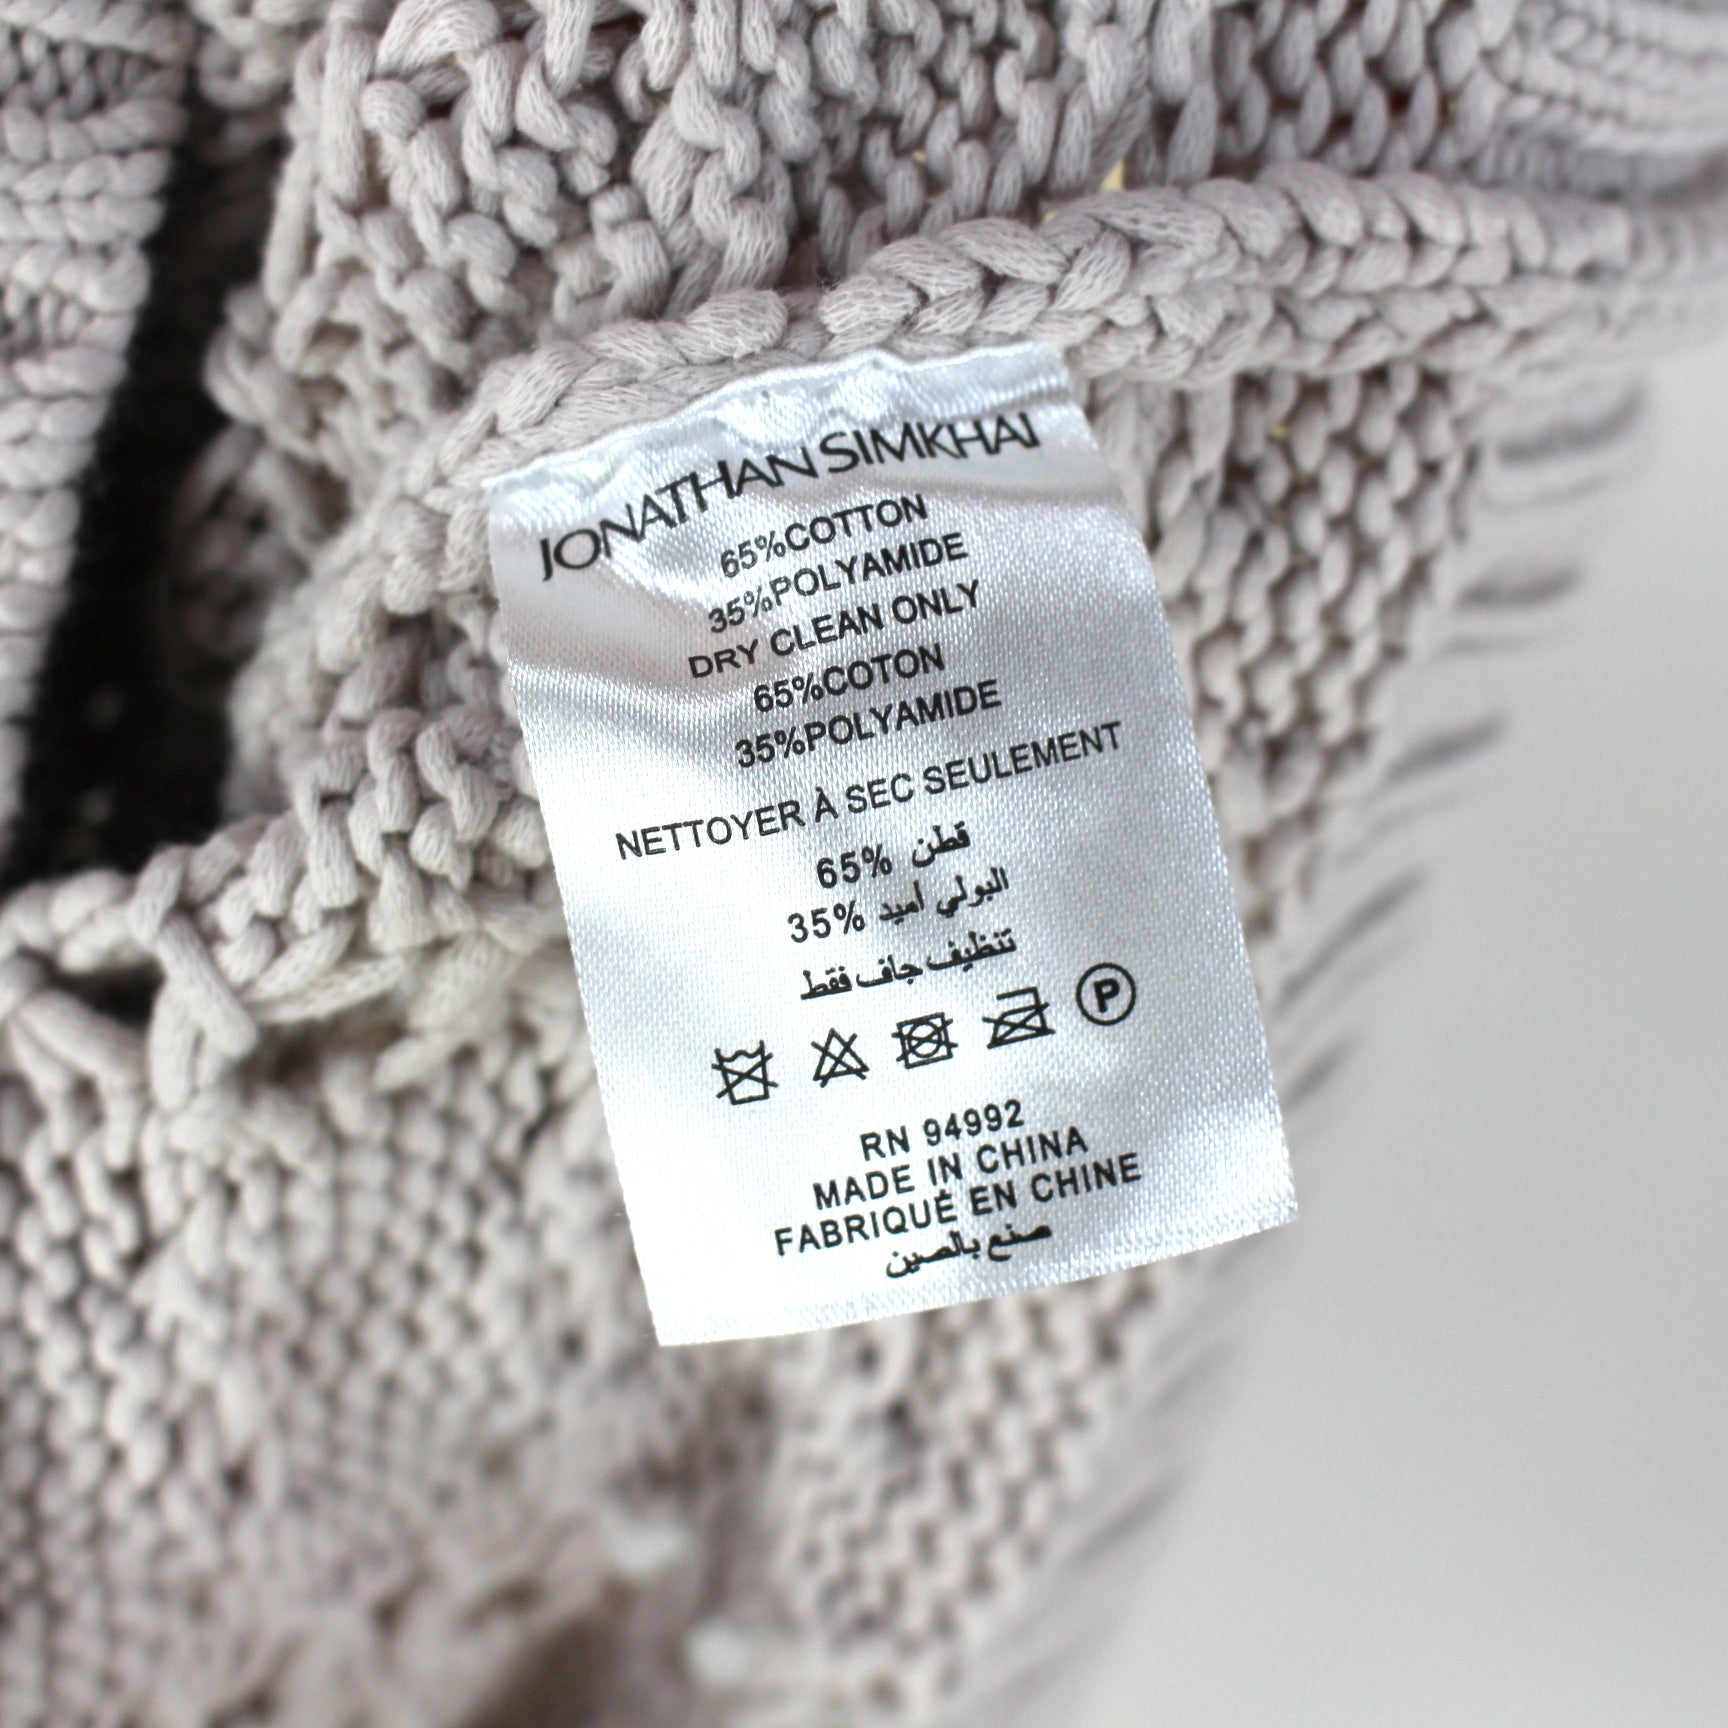 JONATHAN SIMKHAI
65%COTTON
35%POLYAMIDE
DRY CLEAN ONLY
65%COTON
35%POLYAMIDE
NETTOYER À SEC SEULEMENT
65% قطن
35% البولي أميد
تنظيف جاف فقط
P
RN 94992
MADE IN CHINA
FABRIQUÉ EN CHINE
صنع بالصين